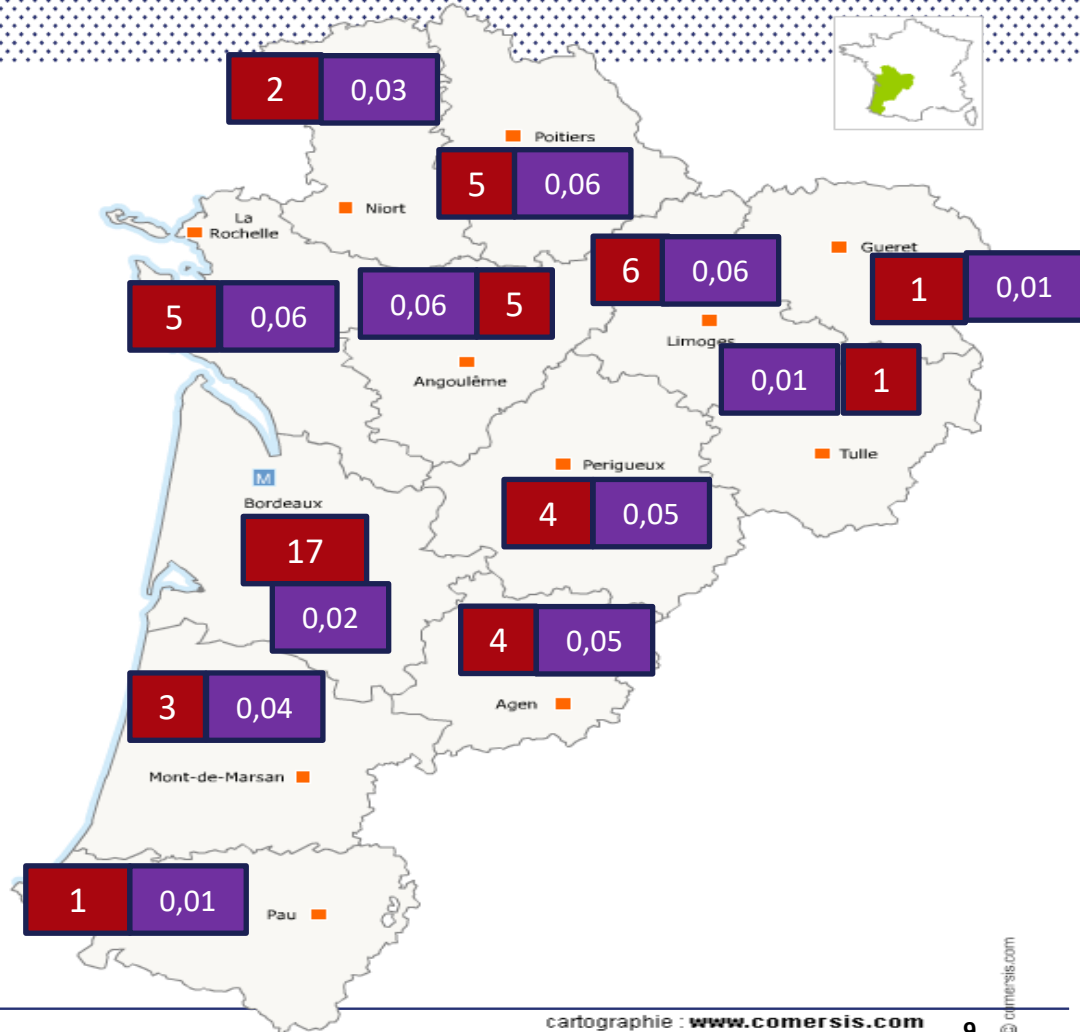 2 0,03
Poitiers
5 0,06
Niort
La
Rochelle
Gueret
6 0,06
1 0,01
5 0,06
0,06 5
Limoges
Angoulême
0,01 1
Tulle
Perigueux
4 0,05
M
Bordeaux
17
0,02
4 0,05
Agen
3 0,04
Mont-de-Marsan
1 0,01
Pau
© comersis.com
cartographie : www.comersis.com
9